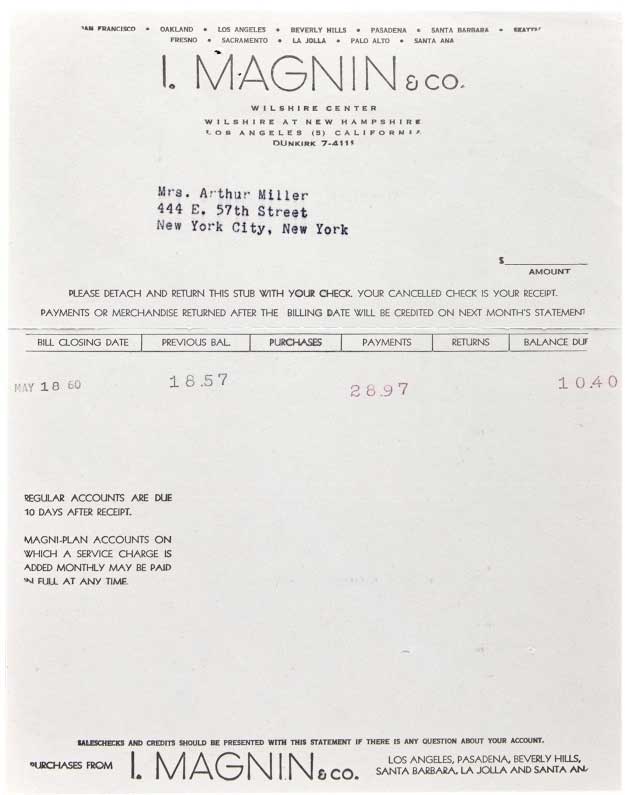 SAN FRANCISCO • OAKLAND • LOS ANGELES • BEVERLY HILLS • PASADENA • SANTA BARBARA • SEATTLE
FRESNO • SACRAMENTO • LA JOLLA • PALO ALTO • SANTA ANA
I. MAGNIN & CO.
WILSHIRE CENTER
WILSHIRE AT NEW HAMPSHIRE
LOS ANGELES (5) CALIFORNIA
DUNKIRK 7-4111
Mrs. Arthur Miller
444 E. 57th Street
New York City, New York
$
AMOUNT
PLEASE DETACH AND RETURN THIS STUB WITH YOUR CHECK. YOUR CANCELLED CHECK IS YOUR RECEIPT.
PAYMENTS OR MERCHANDISE RETURNED AFTER THE BILLING DATE WILL BE CREDITED ON NEXT MONTH'S STATEMENT
BILL CLOSING DATE PREVIOUS BAL. PURCHASES PAYMENTS RETURNS BALANCE DUE
MAY 18 60 18.57 28.97 10.40
REGULAR ACCOUNTS ARE DUE
10 DAYS AFTER RECEIPT.
MAGNI-PLAN ACCOUNTS ON
WHICH A SERVICE CHARGE IS
ADDED MONTHLY MAY BE PAID
IN FULL AT ANY TIME.
SALESCHECKS AND CREDITS SHOULD BE PRESENTED WITH THIS STATEMENT IF THERE IS ANY QUESTION ABOUT YOUR ACCOUNT.
PURCHASES FROM I. MAGNIN & CO. LOS ANGELES, PASADENA, BEVERLY HILLS,
SANTA BARBARA, LA JOLLA AND SANTA ANA